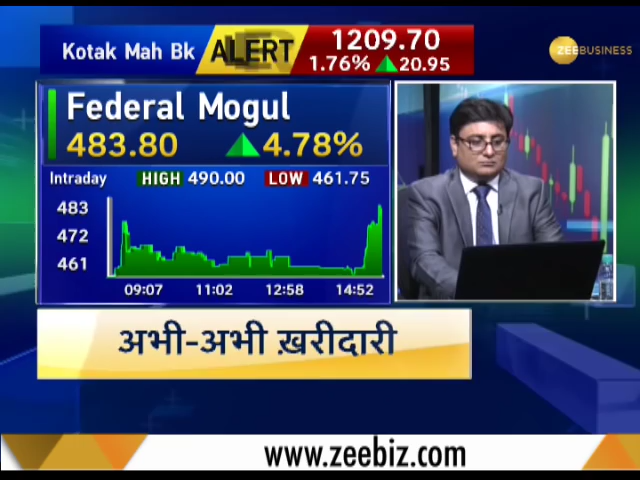 Kotak Mah Bk ALERT 1209.70
1.76% 20.95
ZEEBUSINESS
Federal Mogul
483.80 4.78%
Intraday HIGH 490.00 LOW 461.75
483
472
461
09:07 11:02 12:58 14:52
अभी-अभी ख़रीदारी
www.zeebiz.com